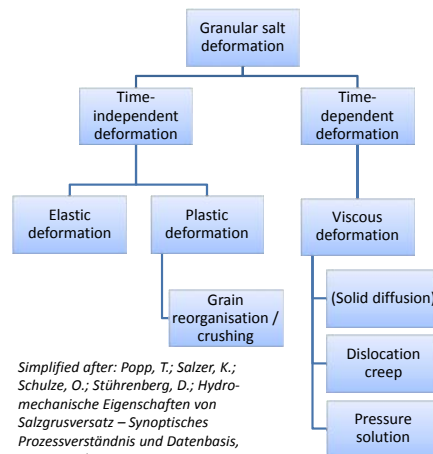 Granular salt
deformation
Time-
independent
deformation
Time-
dependent
deformation
Elastic
deformation
Plastic
deformation
Viscous
deformation
Grain
reorganisation /
crushing
(Solid diffusion)
Dislocation
creep
Pressure
solution
Simplified after: Popp, T.; Salzer, K.;
Schulze, O.; Stührenberg, D.; Hydro-
mechanische Eigenschaften von
Salzgrusversatz – Synoptisches
Prozessverständnis und Datenbasis,